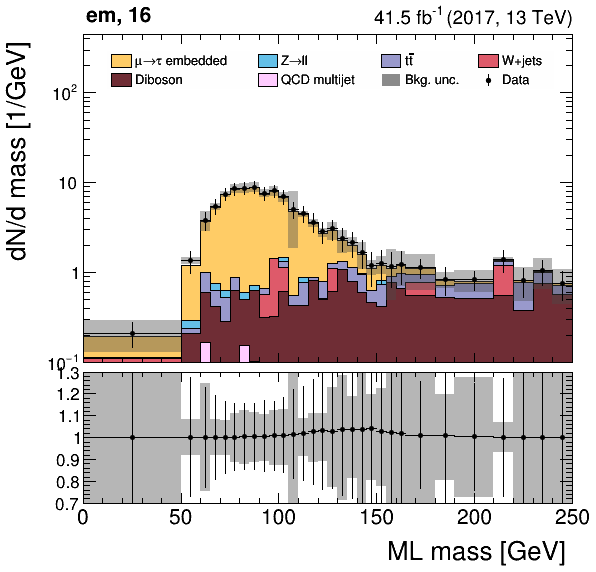 em, 16
41.5 fb⁻¹ (2017, 13 TeV)
μ→τ embedded
Z→ll
tt̄
W+jets
Diboson
QCD multijet
Bkg. unc.
Data
dN/d mass [1/GeV]
10²
10
1
10⁻¹
1.3
1.2
1.1
1
0.9
0.8
0.7
0 50 100 150 200 250
ML mass [GeV]